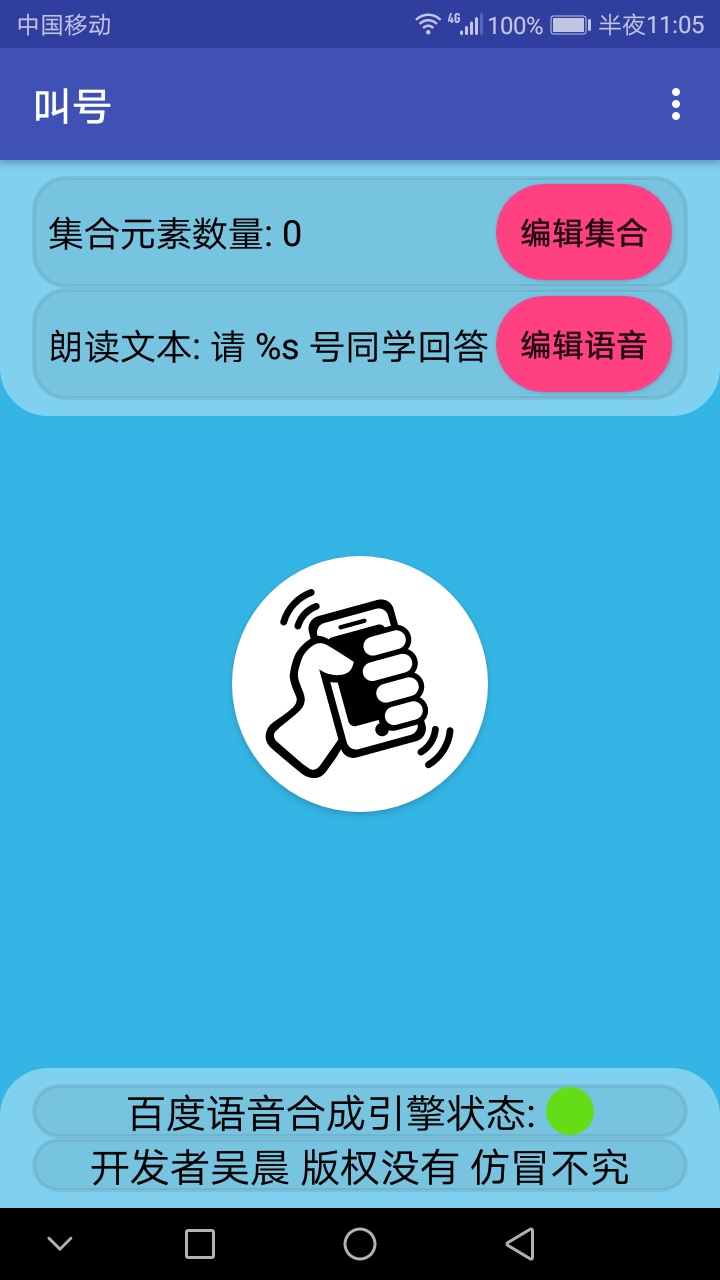 中国移动 4G 100% 半夜11:05
叫号
集合元素数量: 0 编辑集合
朗读文本: 请 %s 号同学回答 编辑语音
百度语音合成引擎状态:
开发者吴晨 版权没有 仿冒不究